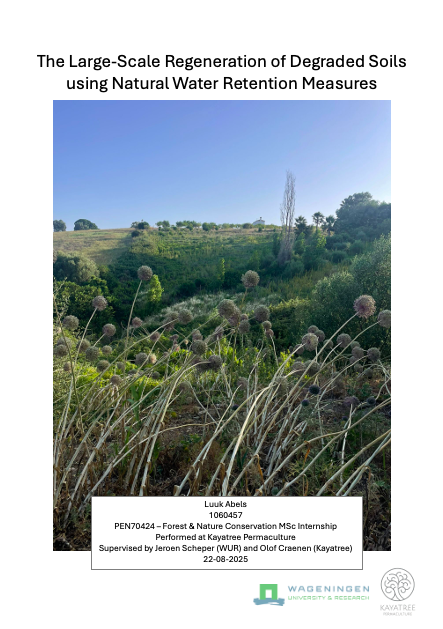 The Large-Scale Regeneration of Degraded Soils
using Natural Water Retention Measures
Luuk Abels
1060457
PEN70424 – Forest & Nature Conservation MSc Internship
Performed at Kayatree Permaculture
Supervised by Jeroen Scheper (WUR) and Olof Craenen (Kayatree)
22-08-2025
WAGENINGEN
UNIVERSITY & RESEARCH
KAYATREE
PERMACULTURE